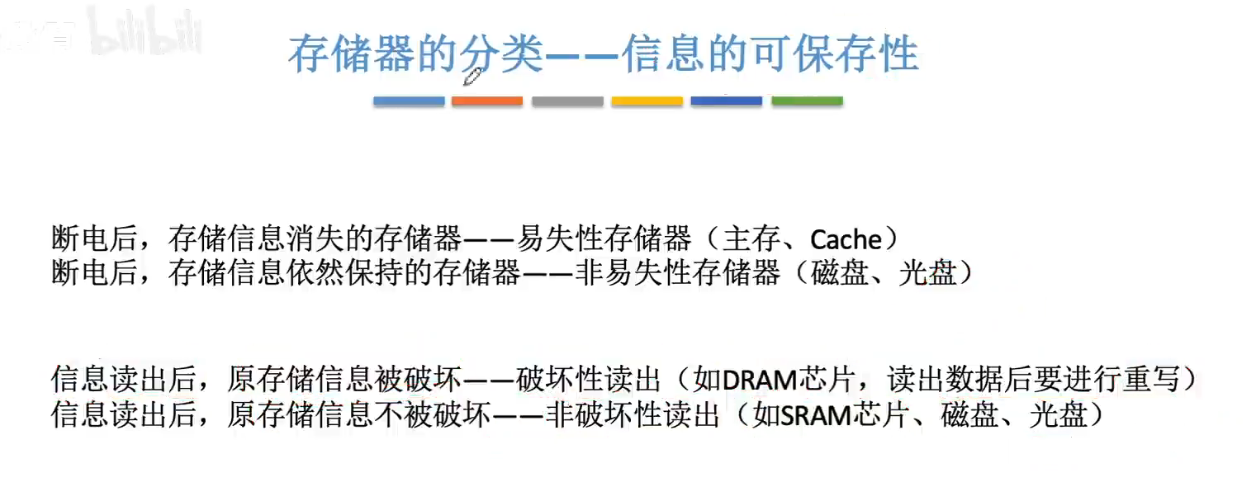 bilibili
存储器的分类——信息的可保存性
断电后，存储信息消失的存储器——易失性存储器（主存、Cache）
断电后，存储信息依然保持的存储器——非易失性存储器（磁盘、光盘）
信息读出后，原存储信息被破坏——破坏性读出（如DRAM芯片，读出数据后要进行重写）
信息读出后，原存储信息不被破坏——非破坏性读出（如SRAM芯片、磁盘、光盘）